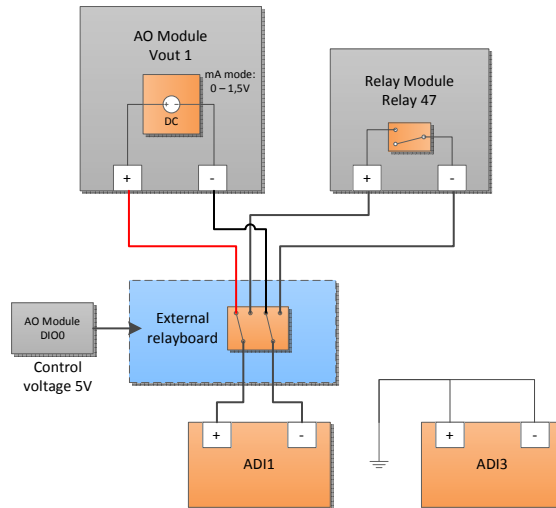 AO Module
Vout 1
mA mode:
0 – 1,5V
+ -
DC
+
-
Relay Module
Relay 47
+
-
AO Module
DIO0
Control
voltage 5V
External
relayboard
+
-
ADI1
+
-
ADI3